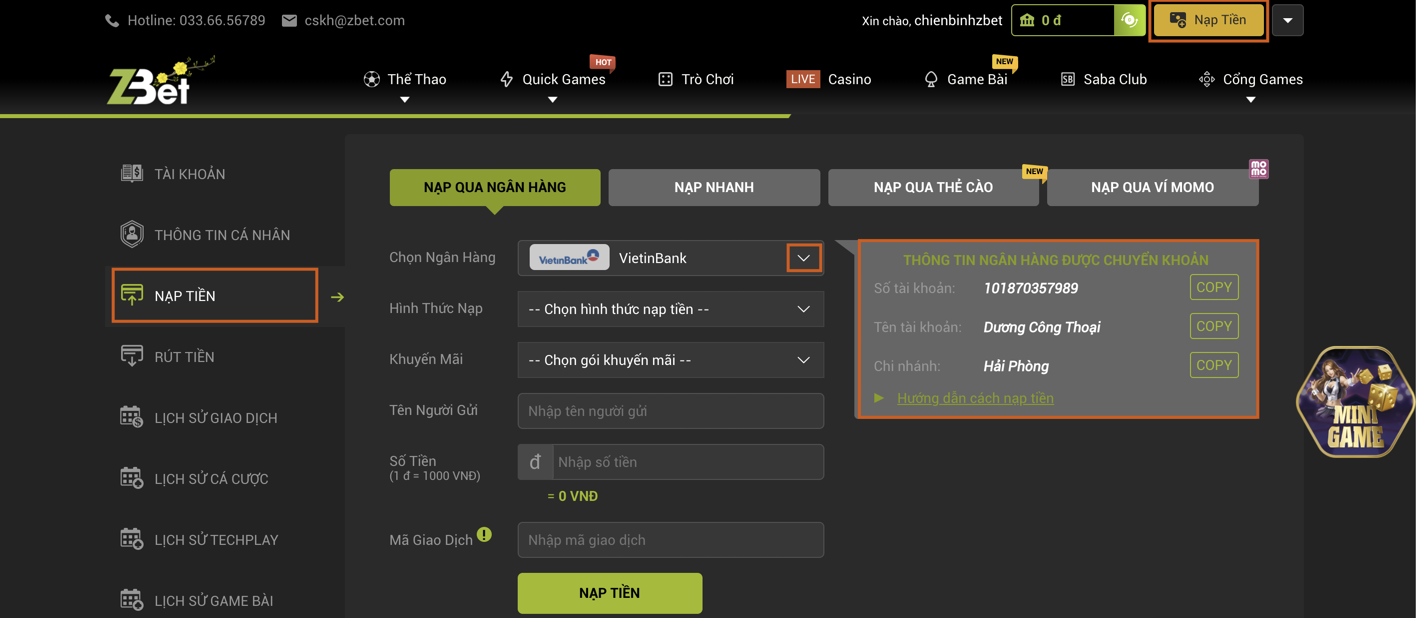 Hotline: 033.66.56789
cskh@zbet.com
Xin chào, chienbinhzbet
0 đ
Nạp Tiền
ZBet
Thể Thao
Quick Games
HOT
Trò Chơi
LIVE Casino
Game Bài
NEW
SB Saba Club
Cổng Games
TÀI KHOẢN
THÔNG TIN CÁ NHÂN
NẠP TIỀN
RÚT TIỀN
LỊCH SỬ GIAO DỊCH
LỊCH SỬ CÁ CƯỢC
LỊCH SỬ TECHPLAY
LỊCH SỬ GAME BÀI
NẠP QUA NGÂN HÀNG
NẠP NHANH
NẠP QUA THẺ CÀO
NEW
NẠP QUA VÍ MOMO
mo
mo
Chọn Ngân Hàng
VietinBank
VietinBank
Hình Thức Nạp
-- Chọn hình thức nạp tiền --
Khuyến Mãi
-- Chọn gói khuyến mãi --
Tên Người Gửi
Nhập tên người gửi
Số Tiền
(1 đ = 1000 VNĐ)
đ
Nhập số tiền
= 0 VNĐ
Mã Giao Dịch
Nhập mã giao dịch
NẠP TIỀN
THÔNG TIN NGÂN HÀNG ĐƯỢC CHUYỂN KHOẢN
Số tài khoản: 101870357989 COPY
Tên tài khoản: Dương Công Thoại COPY
Chi nhánh: Hải Phòng COPY
Hướng dẫn cách nạp tiền
MINI
GAME